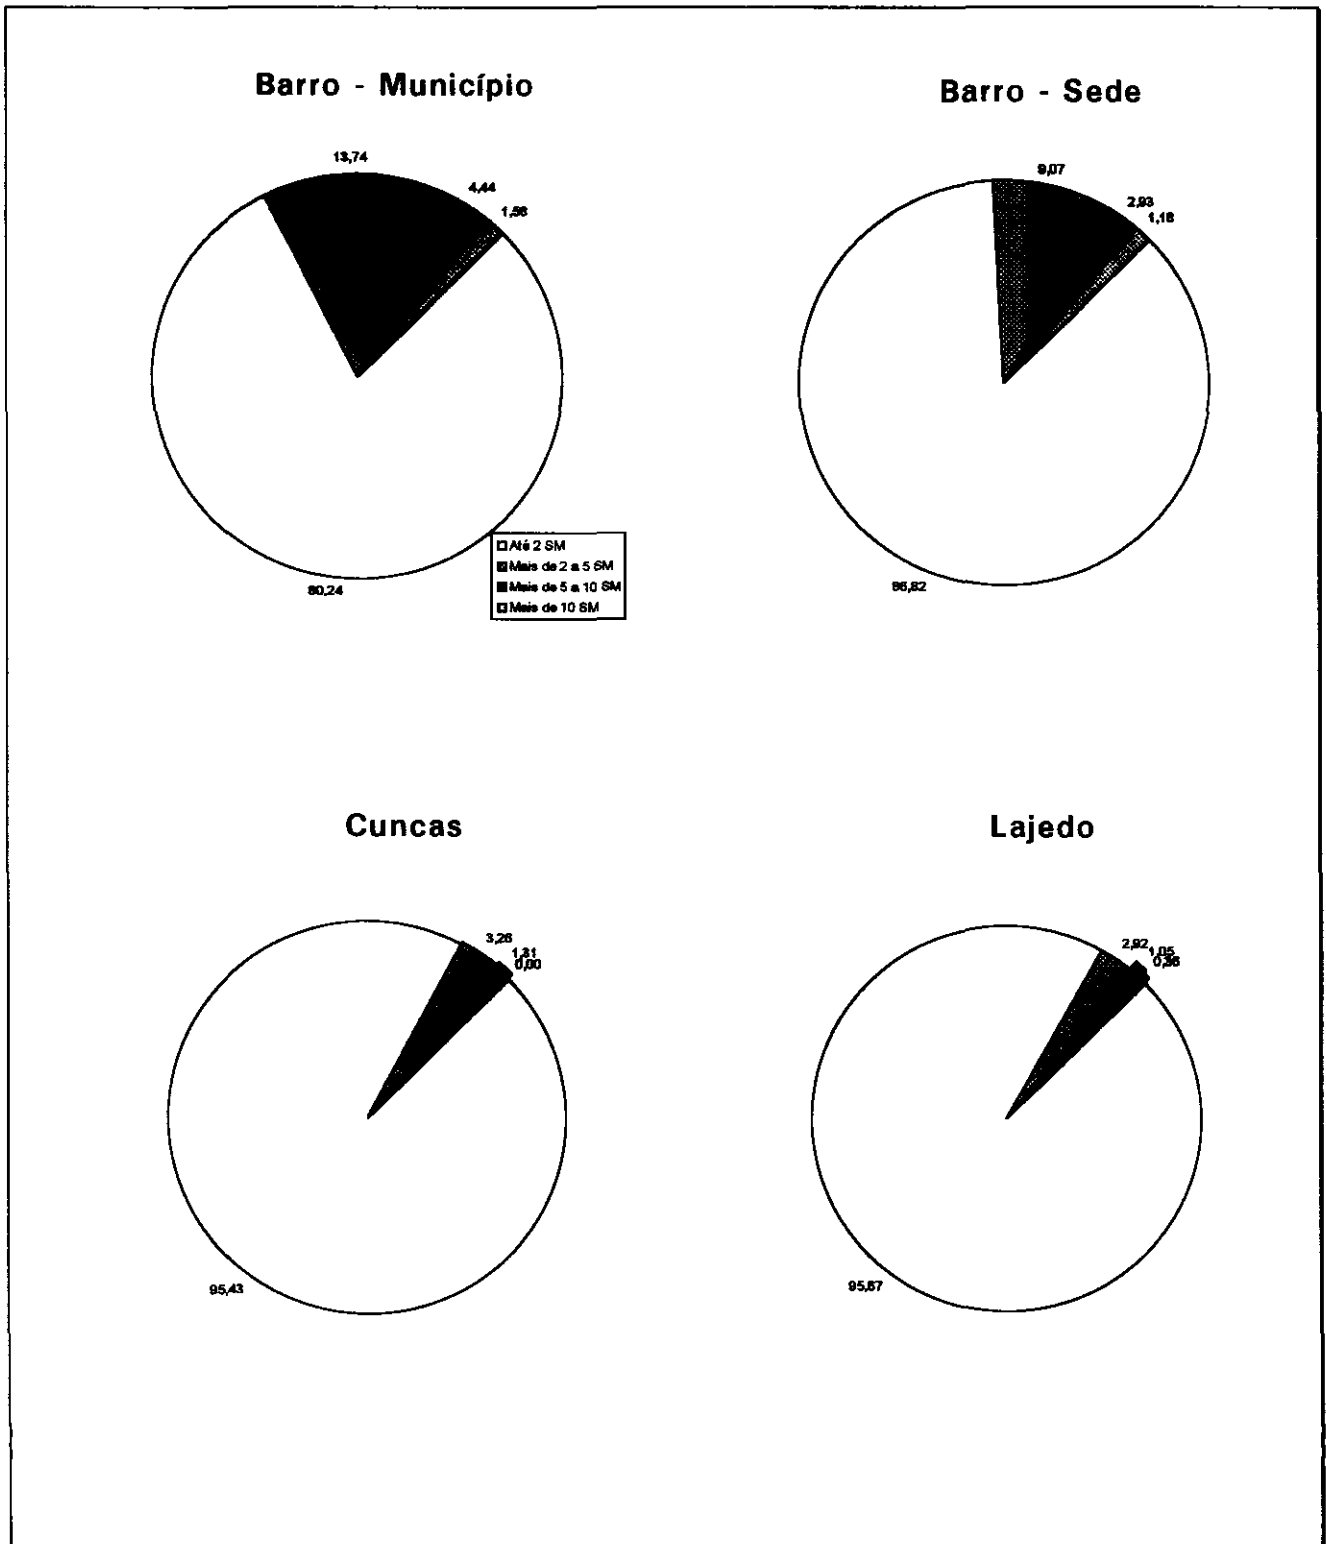 Barro - Município
13,74
4,44
1,58
80,24
Até 2 SM
Mais de 2 a 5 SM
Mais de 5 a 10 SM
Mais de 10 SM
Barro - Sede
9,07
2,93
1,18
86,82
Cuncas
3,26
1,31
0,00
95,43
Lajedo
2,92
1,05
0,36
95,67